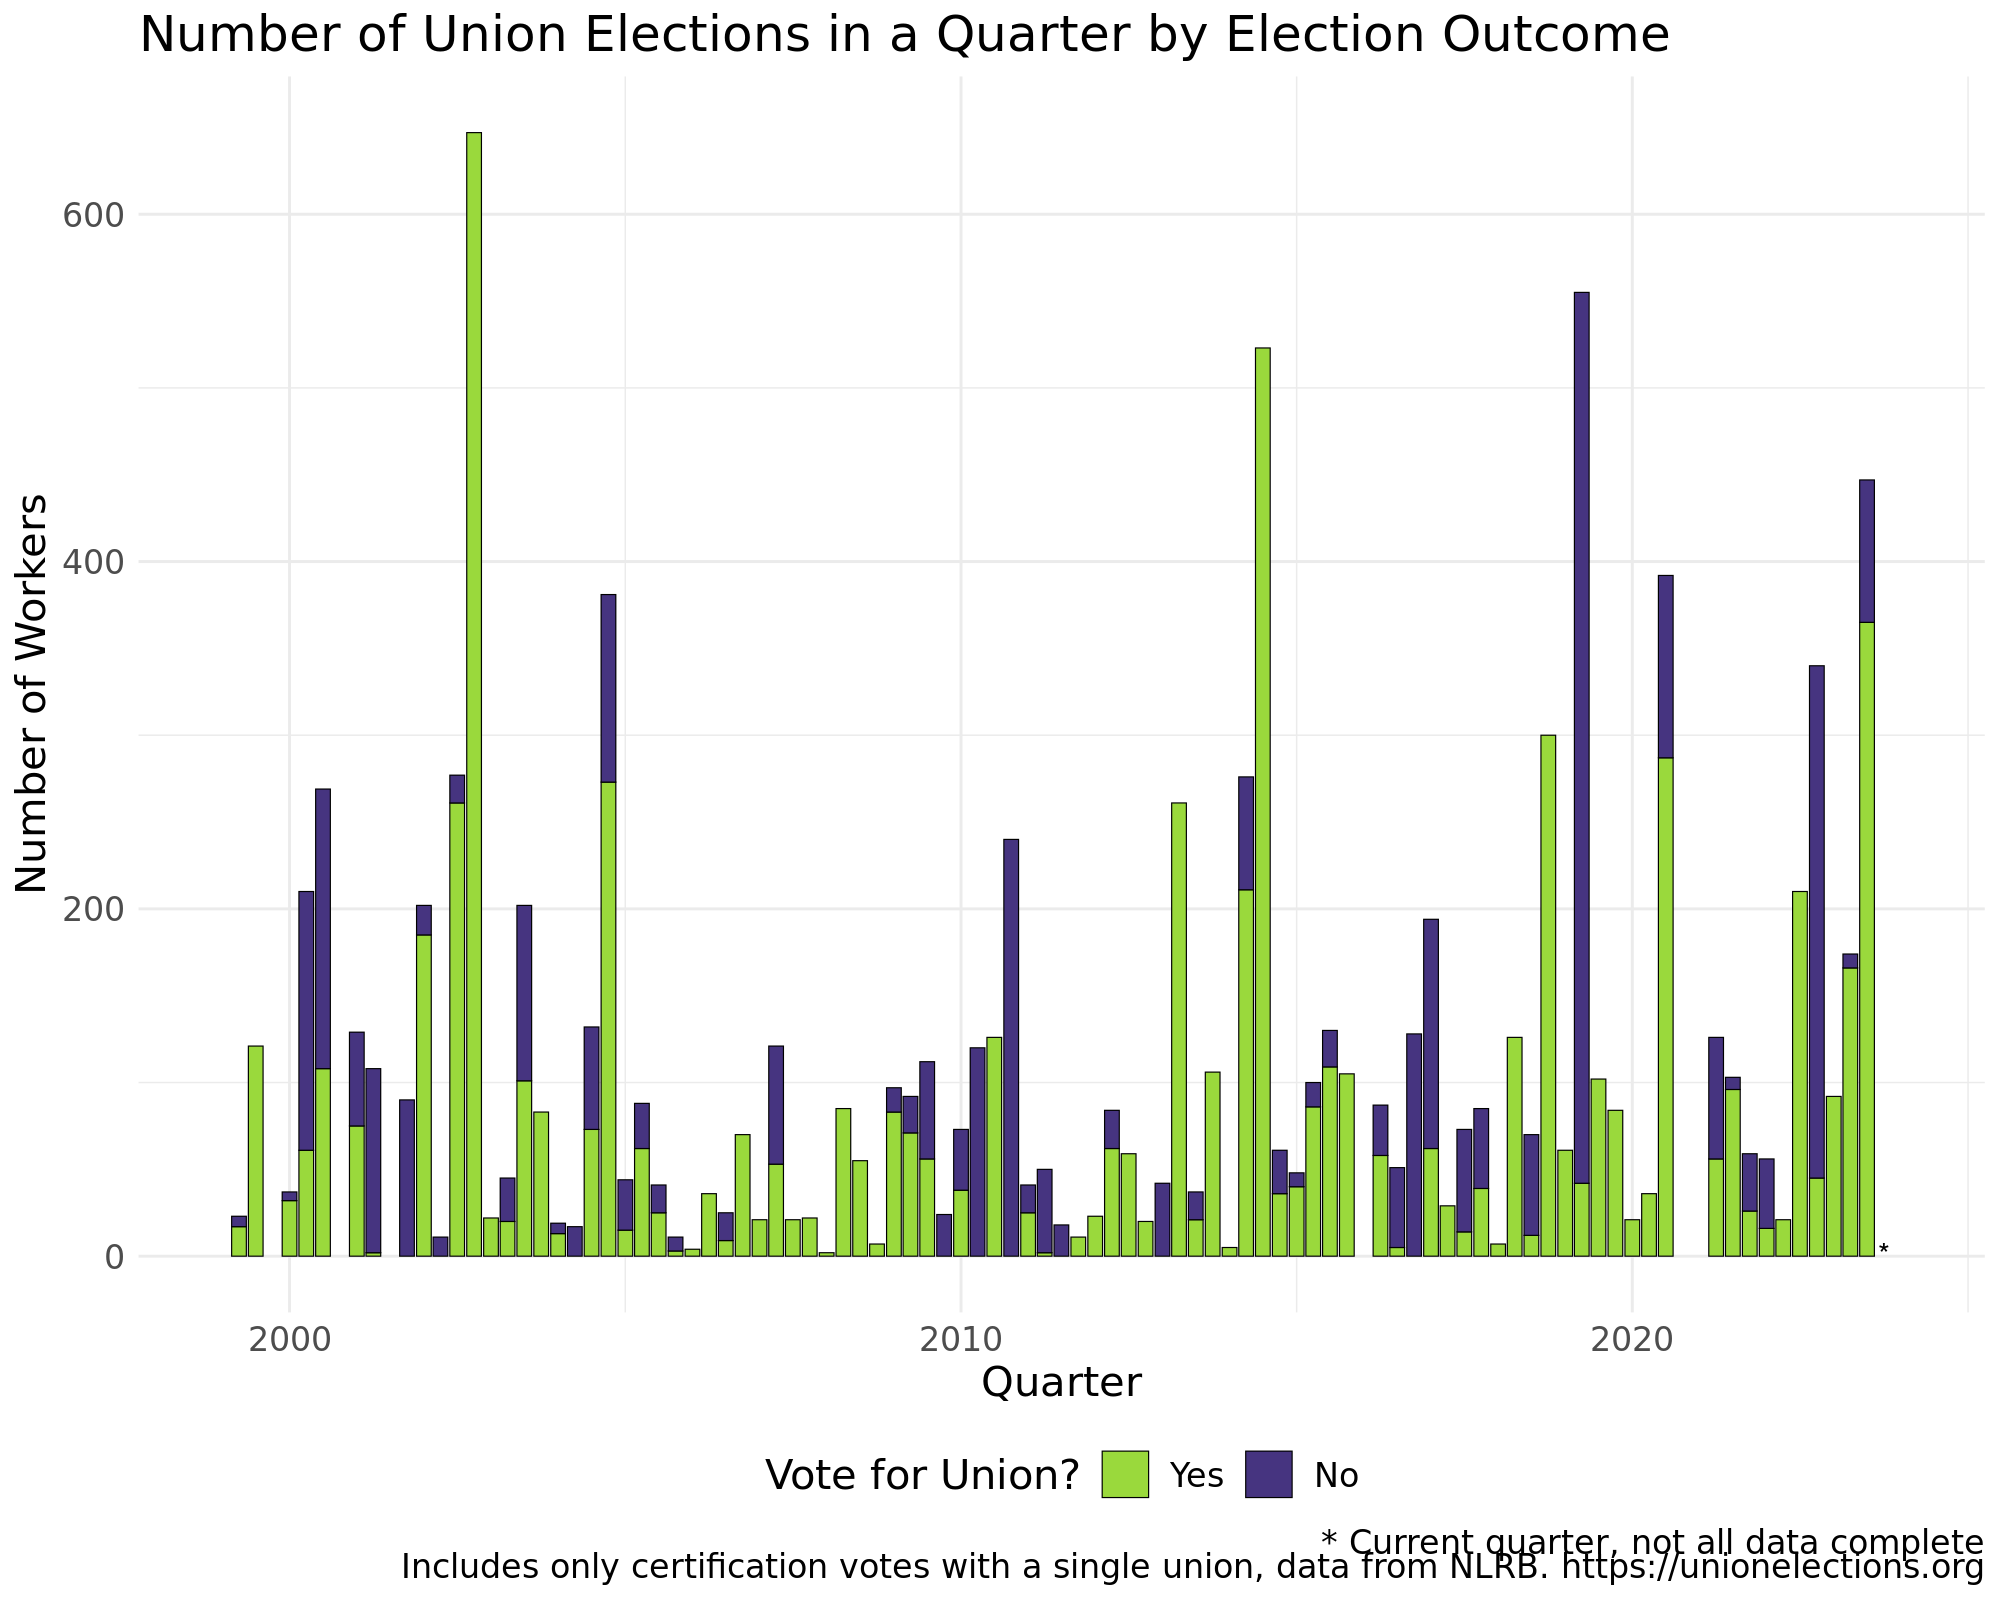 Number of Union Elections in a Quarter by Election Outcome
Number of Workers
600
400
200
0
*
2000
2010
2020
Quarter
Vote for Union?
Yes
No
* Current quarter, not all data complete
Includes only certification votes with a single union, data from NLRB. https://unionelections.org